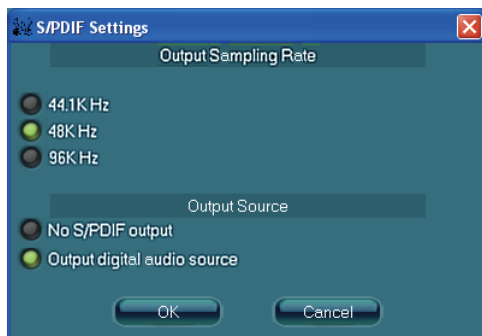 S/PDIF Settings
Output Sampling Rate
44.1K Hz
48K Hz
96K Hz
Output Source
No S/PDIF output
Output digital audio source
OK Cancel